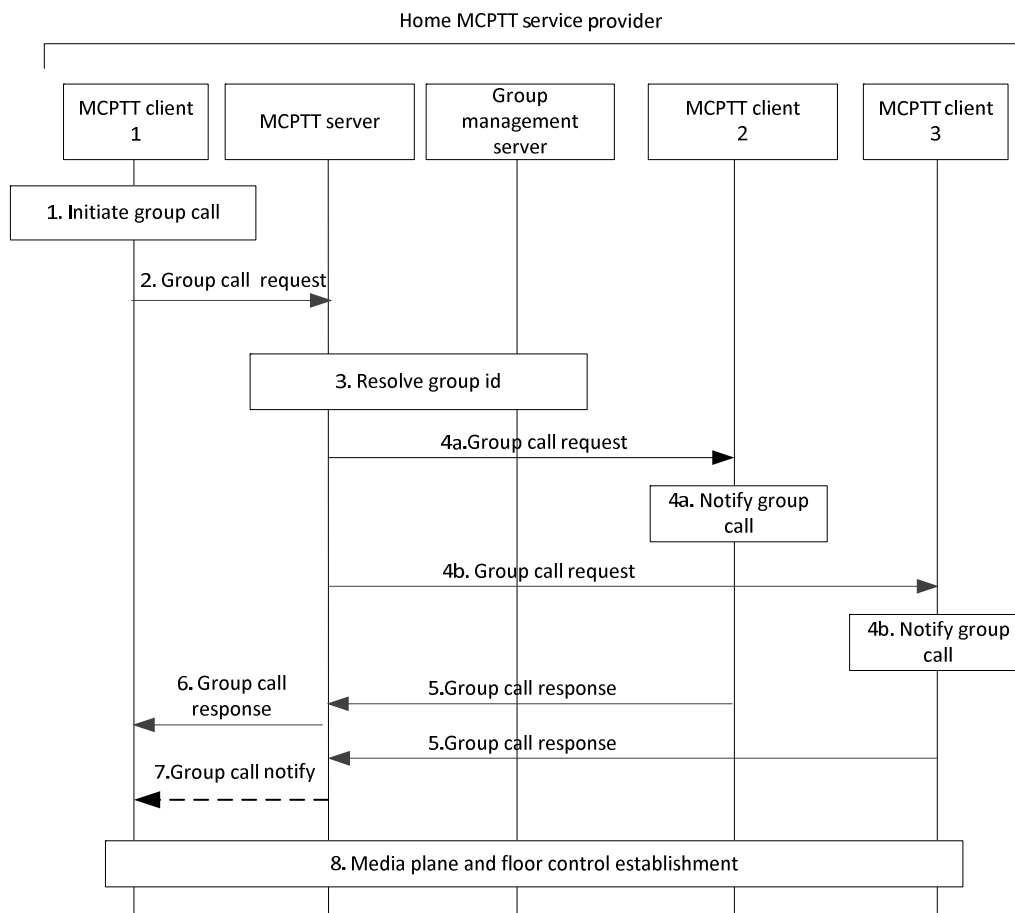 Home MCPTT service provider
MCPTT client
1
MCPTT server
Group
management
server
MCPTT client
2
MCPTT client
3
1. Initiate group call
2. Group call request
3. Resolve group id
4a.Group call request
4a. Notify group
call
4b. Group call request
4b. Notify group
call
6. Group call
response
5.Group call response
5.Group call response
7.Group call notify
8. Media plane and floor control establishment